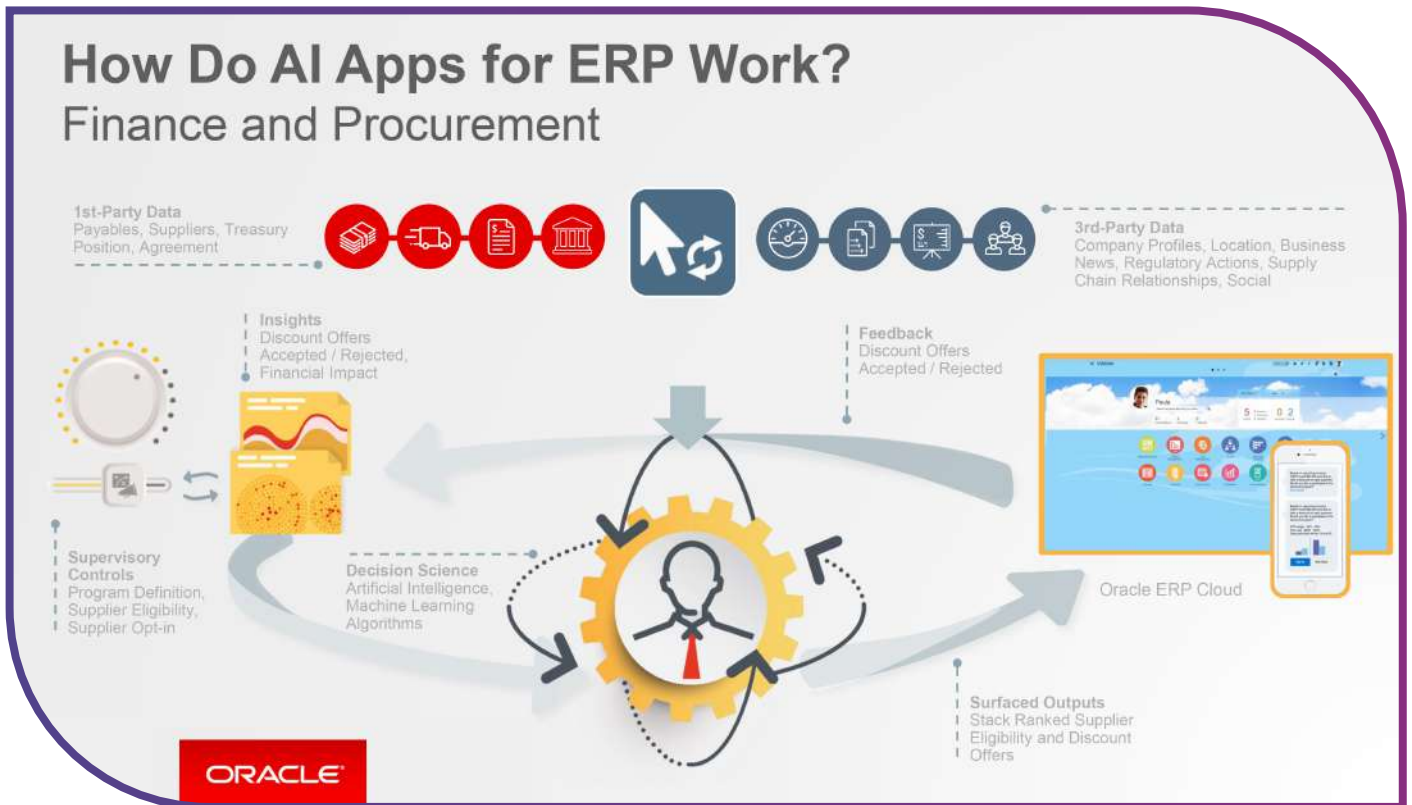 How Do AI Apps for ERP Work?
Finance and Procurement
1st-Party Data
Payables, Suppliers, Treasury
Position, Agreement
3rd-Party Data
Company Profiles, Location, Business
News, Regulatory Actions, Supply
Chain Relationships, Social
Insights
Discount Offers
Accepted / Rejected,
Financial Impact
Feedback
Discount Offers
Accepted / Rejected
Supervisory
Controls
Program Definition,
Supplier Eligibility,
Supplier Opt-in
Decision Science
Artificial Intelligence,
Machine Learning
Algorithms
Oracle ERP Cloud
Surfaced Outputs
Stack Ranked Supplier
Eligibility and Discount
Offers
ORACLE